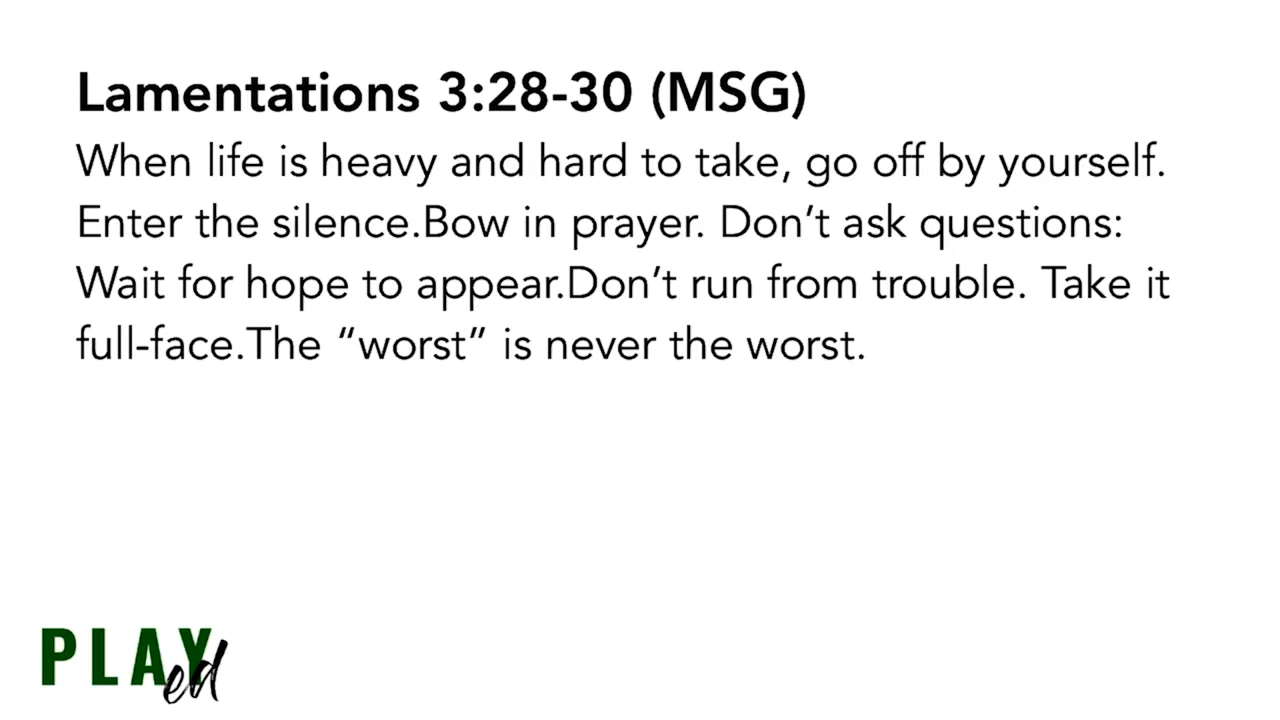 Lamentations 3:28-30 (MSG)
When life is heavy and hard to take, go off by yourself.
Enter the silence.Bow in prayer. Don’t ask questions:
Wait for hope to appear.Don’t run from trouble. Take it
full-face.The “worst” is never the worst.
PLAYed